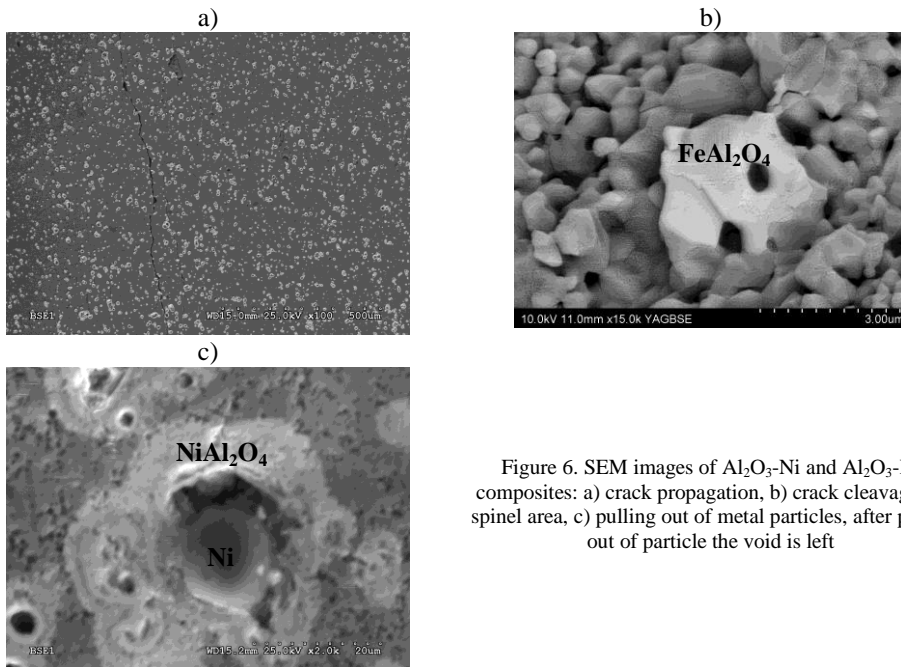 a)
b)
BSE1 WD15.0mm 25.0kV x100 500um
FeAl₂O₄
10.0kV 11.0mm x15.0k YAGBSE 3.00um
c)
NiAl₂O₄
Ni
BSE1 WD15.2mm 25.0kV x2.0k 20um
Figure 6. SEM images of Al₂O₃-Ni and Al₂O₃-
composites: a) crack propagation, b) crack
spinel area, c) pulling out of metal particles, after
out of particle the void is left